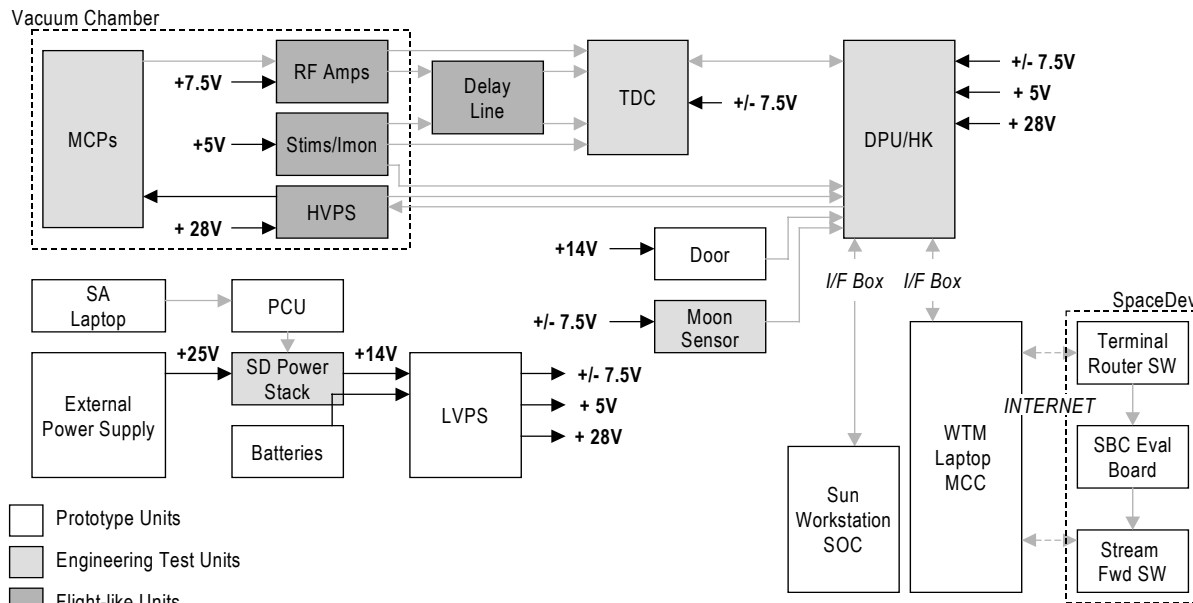 Vacuum Chamber
MCPs
+7.5V
RF Amps
+5V
Stims/Imon
+ 28V
HVPS
Delay
Line
TDC
+/- 7.5V
DPU/HK
+/- 7.5V
+ 5V
+ 28V
+14V
Door
+/- 7.5V
Moon
Sensor
I/F Box
I/F Box
SA
Laptop
PCU
External
Power Supply
+25V
SD Power
Stack
+14V
Batteries
LVPS
+/- 7.5V
+ 5V
+ 28V
Sun
Workstation
SOC
WTM
Laptop
MCC
INTERNET
SpaceDev
Terminal
Router SW
SBC Eval
Board
Stream
Fwd SW
Prototype Units
Engineering Test Units
Flight-like Units